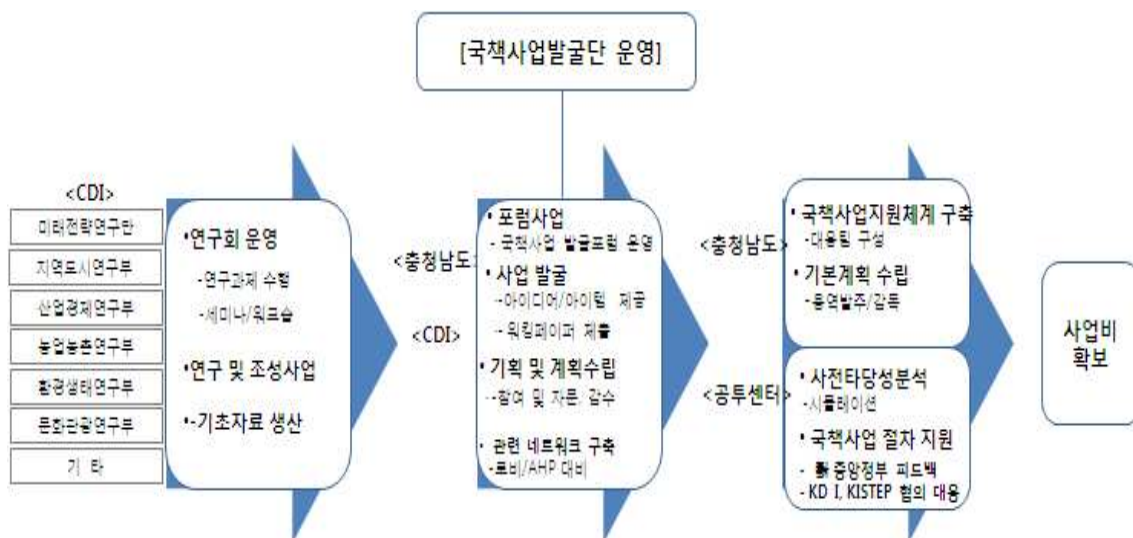 [국책사업발굴단 운영]
<CDI>
미래전략연구단
지역도시연구부
산업경제연구부
농업농촌연구부
환경생태연구부
문화관광연구부
기 타
•연구회 운영
-연구과제 수행
-세미나/워크숍
•연구 및 조성사업
•-기초자료 생산
<충청남도>
<CDI>
• 포럼사업
- 국책사업 발굴포럼 운영
• 사업 발굴
-아이디어/아이템 제공
- 워킹페이퍼 제출
• 기획 및 계획수립
-참여 및 자문, 감수
• 관련 네트워크 구축
-로비/AHP 대비
<충청남도>
<공투센터>
• 국책사업지원체계 구축
-대응팀 구성
• 기본계획 수립
-용역발주/감독
• 사전타당성분석
-시뮬레이션
• 국책사업 절차 지원
- 중앙정부 피드백
- KD I, KISTEP 협의 대응
사업비
확보